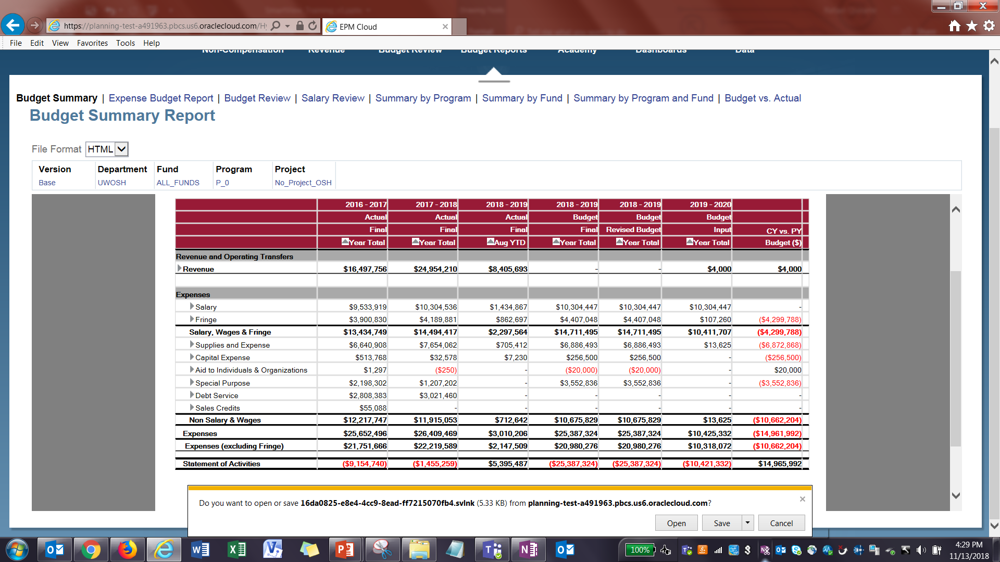 https://planning-test-a491963.pbcs.us6.oraclecloud.com/Hy
EPM Cloud
File Edit View Favorites Tools Help
Non-Compensation Revenue Budget Review Budget Reports Academy Dashboards Data
Budget Summary | Expense Budget Report | Budget Review | Salary Review | Summary by Program | Summary by Fund | Summary by Program and Fund | Budget vs. Actual
Budget Summary Report
File Format HTML
Version Department Fund Program Project
Base UWOSH ALL_FUNDS P_0 No_Project_OSH
2016 - 2017 2017 - 2018 2018 - 2019 2018 - 2019 2018 - 2019 2019 - 2020
Actual Actual Actual Budget Budget Budget
Final Final Final Final Revised Budget Input CY vs. PY
Year Total Year Total Aug YTD Year Total Year Total Year Total Budget ($)
Revenue and Operating Transfers
Revenue $16,497,756 $24,954,210 $8,405,693 - - $4,000 $4,000
Expenses
Salary $9,533,919 $10,304,536 $1,434,867 $10,304,447 $10,304,447 $10,304,447 -
Fringe $3,900,830 $4,189,881 $862,697 $4,407,048 $4,407,048 $107,260 ($4,299,788)
Salary, Wages & Fringe $13,434,749 $14,494,417 $2,297,564 $14,711,495 $14,711,495 $10,411,707 ($4,299,788)
Supplies and Expense $6,640,908 $7,654,062 $705,412 $6,886,493 $6,886,493 $13,625 ($6,872,868)
Capital Expense $513,768 $32,578 $7,230 $256,500 $256,500 - ($256,500)
Aid to Individuals & Organizations $1,297 ($250) - ($20,000) ($20,000) - $20,000
Special Purpose $2,198,302 $1,207,202 - $3,552,836 $3,552,836 - ($3,552,836)
Debt Service $2,808,383 $3,021,460 - - - - -
Sales Credits $55,088 - - - - - -
Non Salary & Wages $12,217,747 $11,915,053 $712,642 $10,675,829 $10,675,829 $13,625 ($10,662,204)
Expenses $25,652,496 $26,409,469 $3,010,206 $25,387,324 $25,387,324 $10,425,332 ($14,961,992)
Expenses (excluding Fringe) $21,751,666 $22,219,589 $2,147,509 $20,980,276 $20,980,276 $10,318,072 ($10,662,204)
Statement of Activities ($9,154,740) ($1,455,259) $5,395,487 ($25,387,324) ($25,387,324) ($10,421,332) $14,965,992
Do you want to open or save 16da0825-e8e4-4cc9-8ead-ff7215070fb4.svlnk (5.33 KB) from planning-test-a491963.pbcs.us6.oraclecloud.com?
Open Save Cancel
100%
4:29 PM
11/13/2018